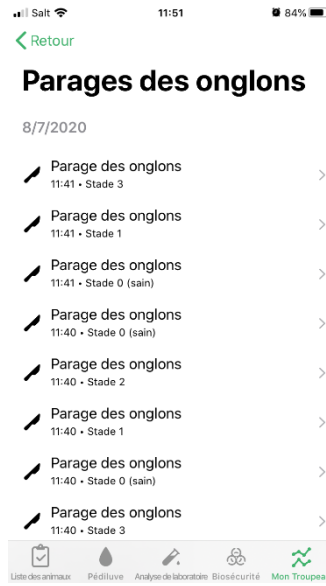 Salt 11:51 84%
Retour
Parages des onglons
8/7/2020
Parage des onglons
11:41 • Stade 3
Parage des onglons
11:41 • Stade 1
Parage des onglons
11:41 • Stade 0 (sain)
Parage des onglons
11:40 • Stade 0 (sain)
Parage des onglons
11:40 • Stade 2
Parage des onglons
11:40 • Stade 1
Parage des onglons
11:40 • Stade 0 (sain)
Parage des onglons
11:40 • Stade 3
Liste des animaux Pédiluve Analyse de laboratoire Biosécurité Mon Troupea